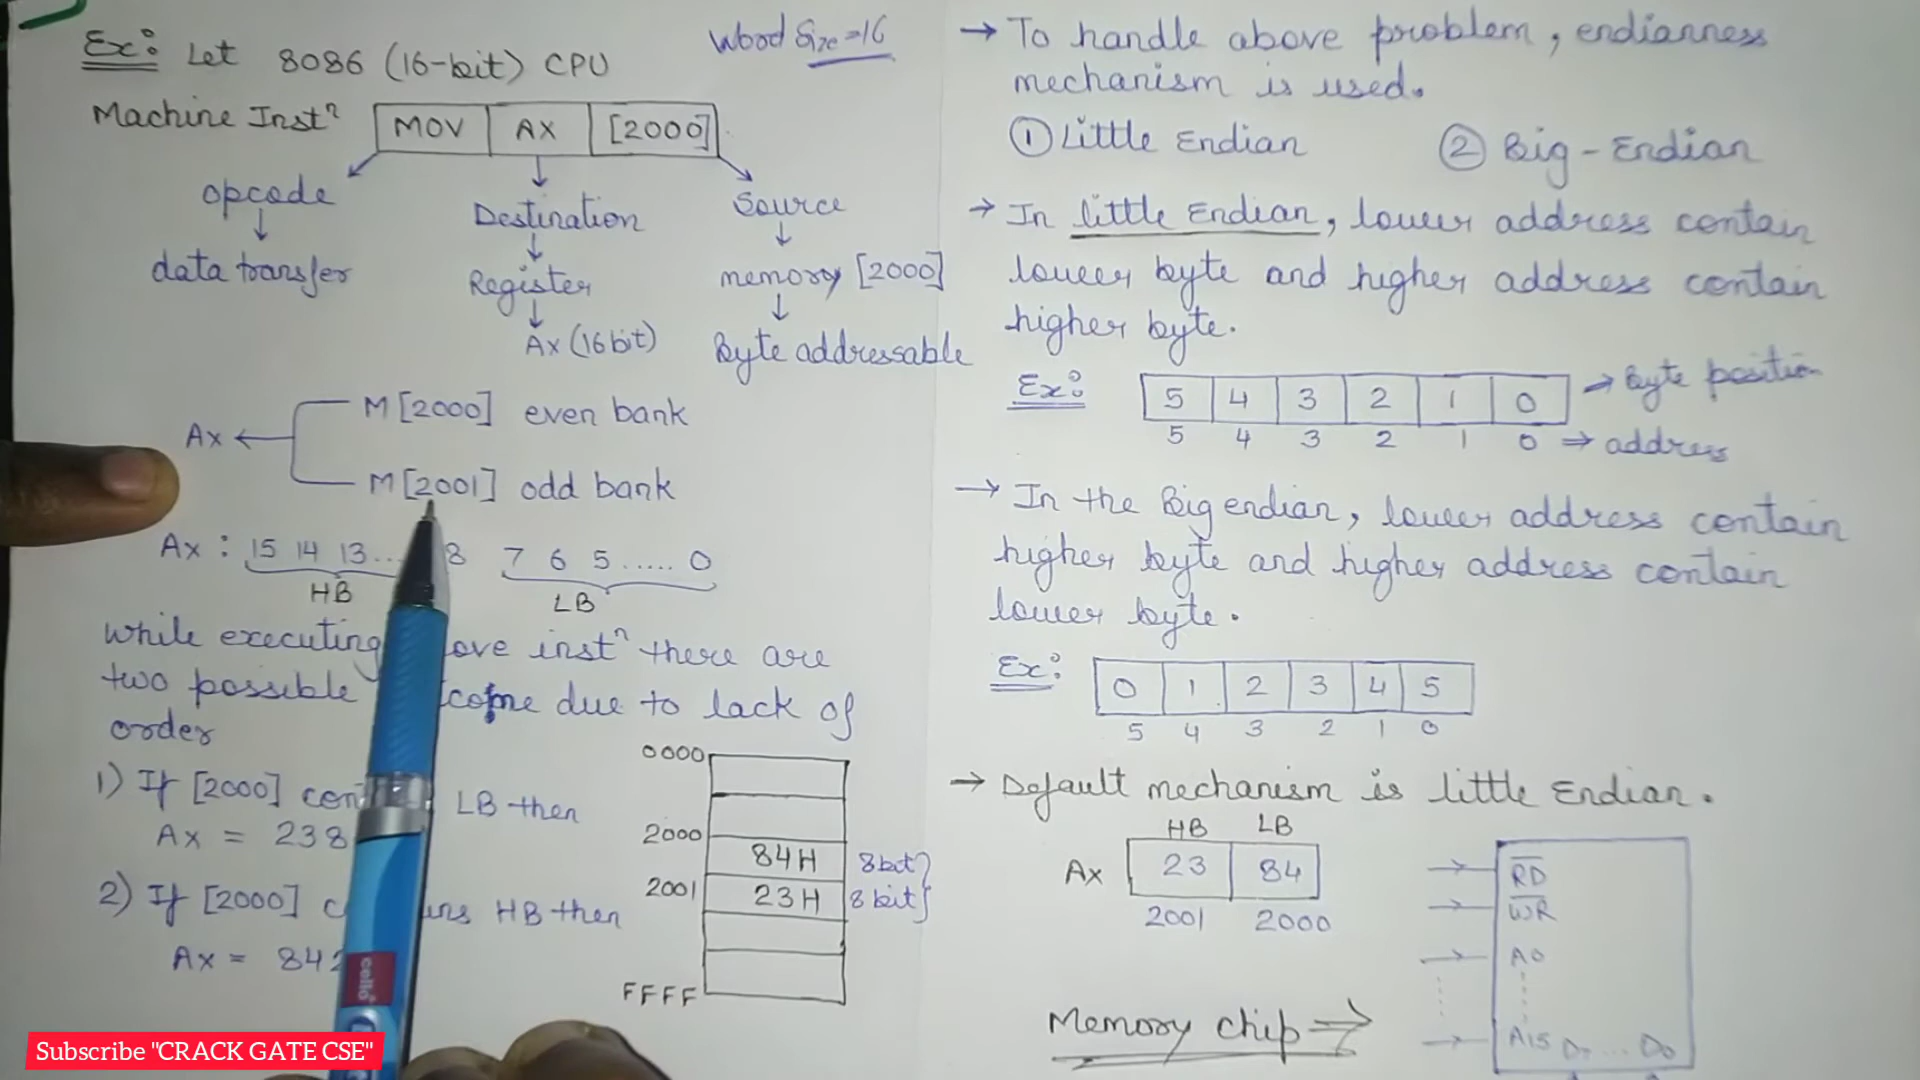 Ex: Let 8086 (16-bit) CPU
Word Size=16
Machine Instⁿ MOV AX [2000]
opcode Destination Source
data transfer Register memory [2000]
AX (16 bit) Byte addressable
AX M[2000] even bank
M[2001] odd bank
AX : 15 14 13... 8 7 6 5..... 0
HB LB
While executing instⁿ there are
two possible due to lack of
order
1) If [2000] LB then
AX = 238
2) If [2000] HB then
AX = 842
0000
2000 84H 8bit
2001 23H 8 bit
FFFF
→ To handle above problem, endianness
mechanism is used.
① Little Endian ② Big-Endian
→ In little Endian, lower address contain
lower byte and higher address contain
higher byte.
Ex: 5 4 3 2 1 0 → Byte position
5 4 3 2 1 0 ⇒ address
→ In the Big endian, lower address contain
higher byte and higher address contain
lower byte.
Ex: 0 1 2 3 4 5
5 4 3 2 1 0
→ Default mechanism is little Endian.
HB LB
AX 23 84
2001 2000
Memory chip ⇒
R̅D̅
W̅R̅
A0
A15 D7 ... D0
Subscribe "CRACK GATE CSE"
cello